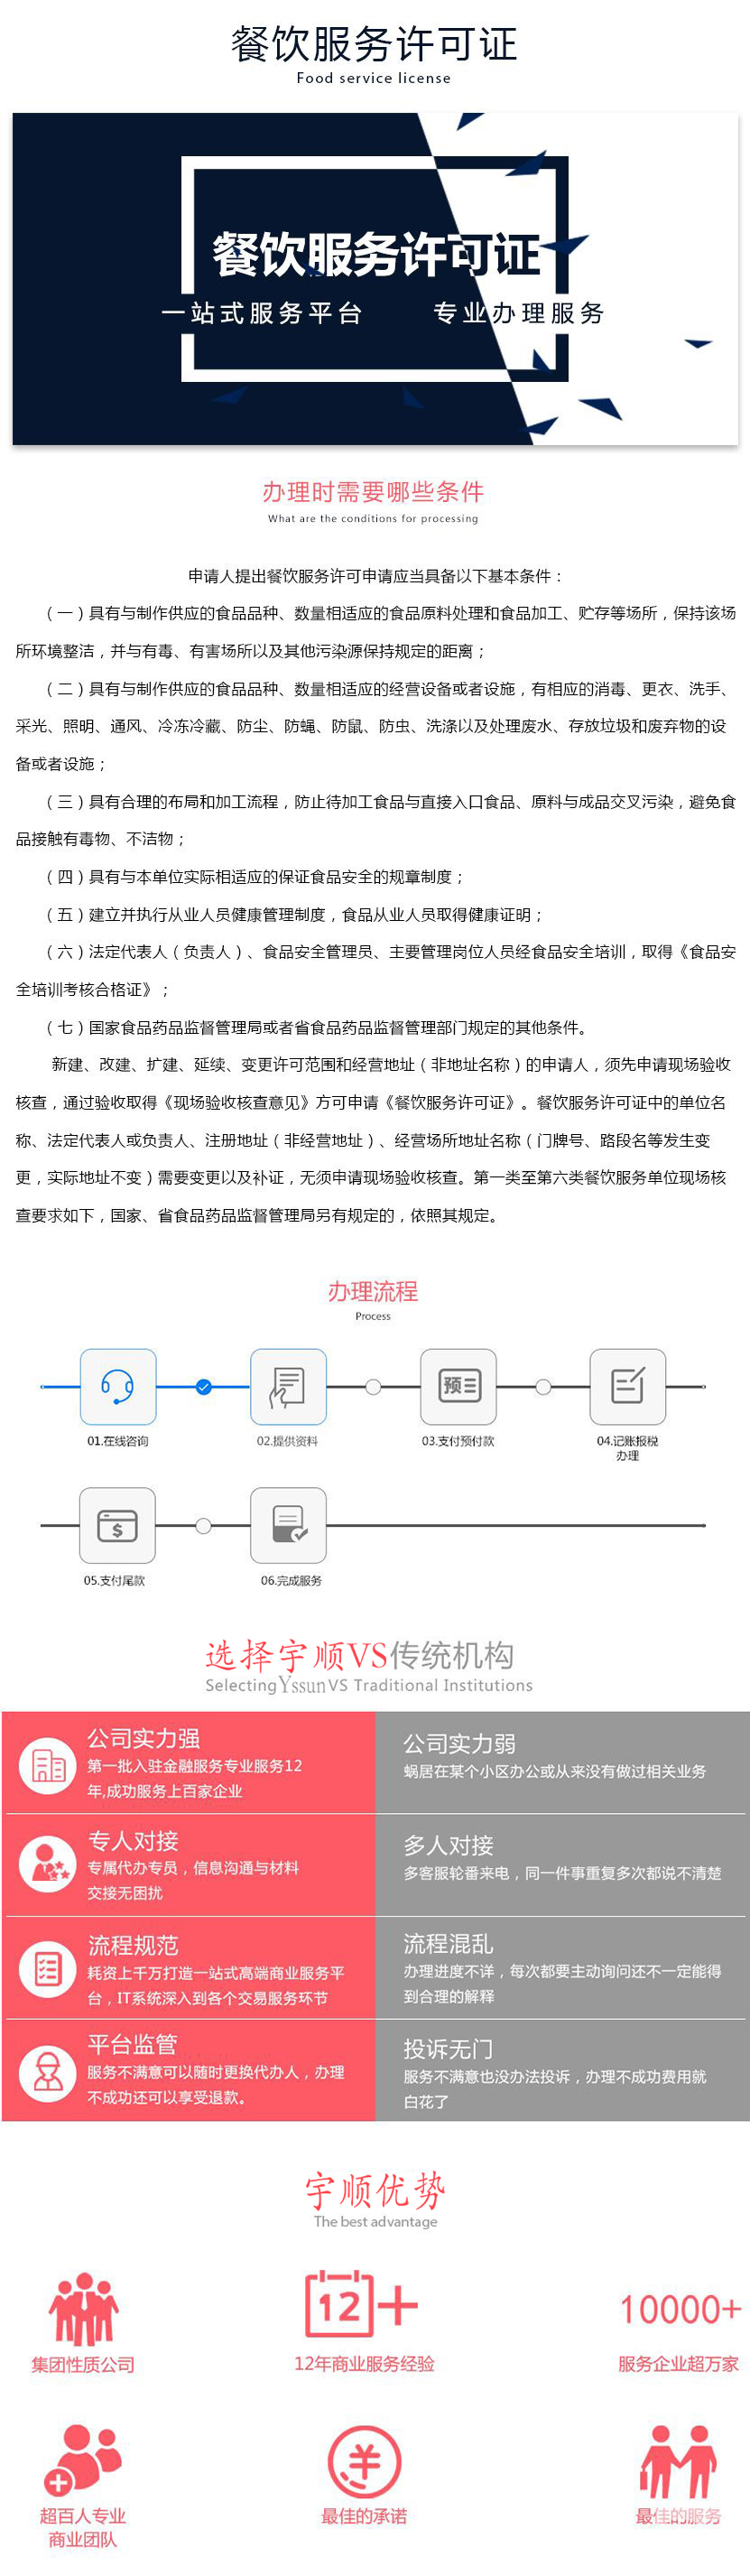 餐饮服务许可证
Food service license
餐饮服务许可证
一站式服务平台 专业办理服务
办理时需要哪些条件
What are the conditions for processing
申请人提出餐饮服务许可申请应当具备以下基本条件：
（一）具有与制作供应的食品品种、数量相适应的食品原料处理和食品加工、贮存等场所，保持该场
所环境整洁，并与有毒、有害场所以及其他污染源保持规定的距离；
（二）具有与制作供应的食品品种、数量相适应的经营设备或者设施，有相应的消毒、更衣、洗手、
采光、照明、通风、冷冻冷藏、防尘、防蝇、防鼠、防虫、洗涤以及处理废水、存放垃圾和废弃物的设
备或者设施；
（三）具有合理的布局和加工流程，防止待加工食品与直接入口食品、原料与成品交叉污染，避免食
品接触有毒物、不洁物；
（四）具有与本单位实际相适应的保证食品安全的规章制度；
（五）建立并执行从业人员健康管理制度，食品从业人员取得健康证明；
（六）法定代表人（负责人）、食品安全管理员、主要管理岗位人员经食品安全培训，取得《食品安
全培训考核合格证》；
（七）国家食品药品监督管理局或者省食品药品监督管理部门规定的其他条件。
新建、改建、扩建、延续、变更许可范围和经营地址（非地址名称）的申请人，须先申请现场验收
核查，通过验收取得《现场验收核查意见》方可申请《餐饮服务许可证》。餐饮服务许可证中的单位名
称、法定代表人或负责人、注册地址（非经营地址）、经营场所地址名称（门牌号、路段名等发生变
更，实际地址不变）需要变更以及补证，无须申请现场验收核查。第一类至第六类餐饮服务单位现场核
查要求如下，国家、省食品药品监督管理局另有规定的，依照其规定。
办理流程
Process
预
01.在线咨询
02.提供资料
03.支付预付款
04.记账报税
办理
$
05.支付尾款
06.完成服务
选择宇顺VS传统机构
Selecting Yssun VS Traditional Institutions
公司实力强
第一批入驻金融服务专业服务12
年,成功服务上百家企业
公司实力弱
蜗居在某个小区办公或从来没有做过相关业务
专人对接
专属代办专员，信息沟通与材料
交接无困扰
多人对接
多客服轮番来电，同一件事重复多次都说不清楚
流程规范
耗资上千万打造一站式高端商业服务平
台，IT系统深入到各个交易服务环节
流程混乱
办理进度不详，每次都要主动询问还不一定能得
到合理的解释
平台监管
服务不满意可以随时更换代办人，办理
不成功还可以享受退款。
投诉无门
服务不满意也没办法投诉，办理不成功费用就
白花了
宇顺优势
The best advantage
12+
10000+
集团性质公司
12年商业服务经验
服务企业超万家
超百人专业
商业团队
最佳的承诺
最佳的服务